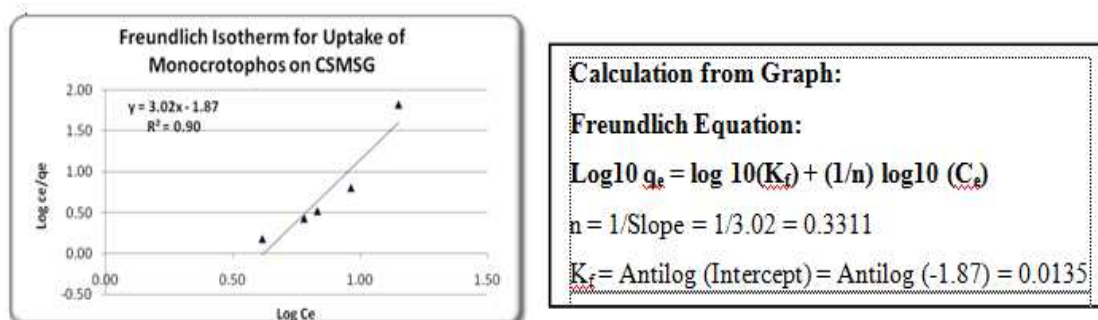 Freundlich Isotherm for Uptake of
Monocrotophos on CSMSG
y = 3.02x - 1.87
R² = 0.90
2.00
1.50
1.00
0.50
0.00
-0.50
Log ce/qe
0.00
0.50
1.00
1.50
Log Ce
Calculation from Graph:
Freundlich Equation:
Log10 qe = log 10(Kf) + (1/n) log10 (Ce)
n = 1/Slope = 1/3.02 = 0.3311
Kf = Antilog (Intercept) = Antilog (-1.87) = 0.0135